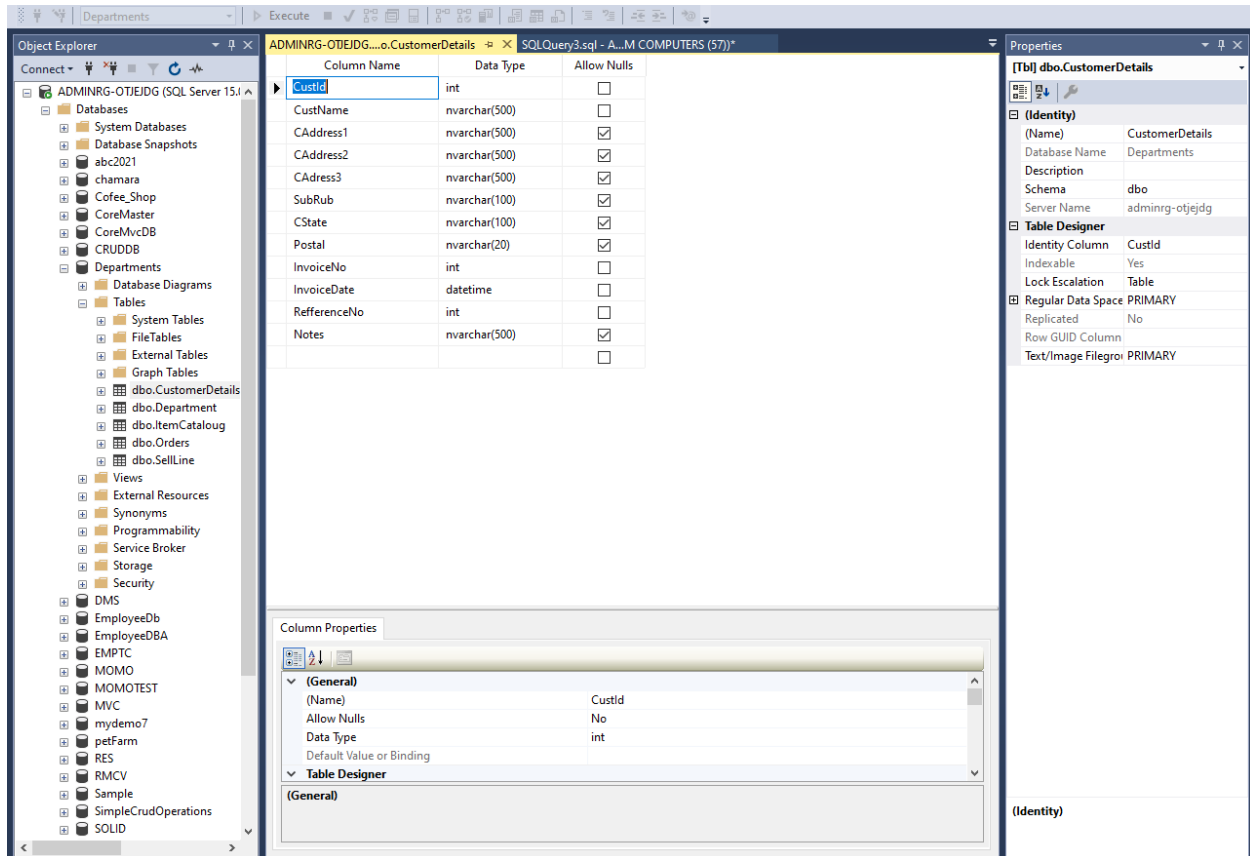 Departments
Execute
Object Explorer
Connect
ADMINRG-OTJEJDG (SQL Server 15.(
Databases
System Databases
Database Snapshots
abc2021
chamara
Cofee_Shop
CoreMaster
CoreMvcDB
CRUDDB
Departments
Database Diagrams
Tables
System Tables
FileTables
External Tables
Graph Tables
dbo.CustomerDetails
dbo.Department
dbo.ItemCataloug
dbo.Orders
dbo.SellLine
Views
External Resources
Synonyms
Programmability
Service Broker
Storage
Security
DMS
EmployeeDb
EmployeeDBA
EMPTC
MOMO
MOMOTEST
MVC
mydemo7
petFarm
RES
RMCV
Sample
SimpleCrudOperations
SOLID
ADMINRG-OTJEJDG....o.CustomerDetails SQLQuery3.sql - A...M COMPUTERS (57))*
Column Name Data Type Allow Nulls
CustId int
CustName nvarchar(500)
CAddress1 nvarchar(500)
CAddress2 nvarchar(500)
CAdress3 nvarchar(500)
SubRub nvarchar(100)
CState nvarchar(100)
Postal nvarchar(20)
InvoiceNo int
InvoiceDate datetime
RefferenceNo int
Notes nvarchar(500)
Column Properties
(General)
(Name) CustId
Allow Nulls No
Data Type int
Default Value or Binding
Table Designer
(General)
Properties
[Tbl] dbo.CustomerDetails
(Identity)
(Name) CustomerDetails
Database Name Departments
Description
Schema dbo
Server Name adminrg-otjejdg
Table Designer
Identity Column CustId
Indexable Yes
Lock Escalation Table
Regular Data Space PRIMARY
Replicated No
Row GUID Column
Text/Image Filegrou PRIMARY
(Identity)